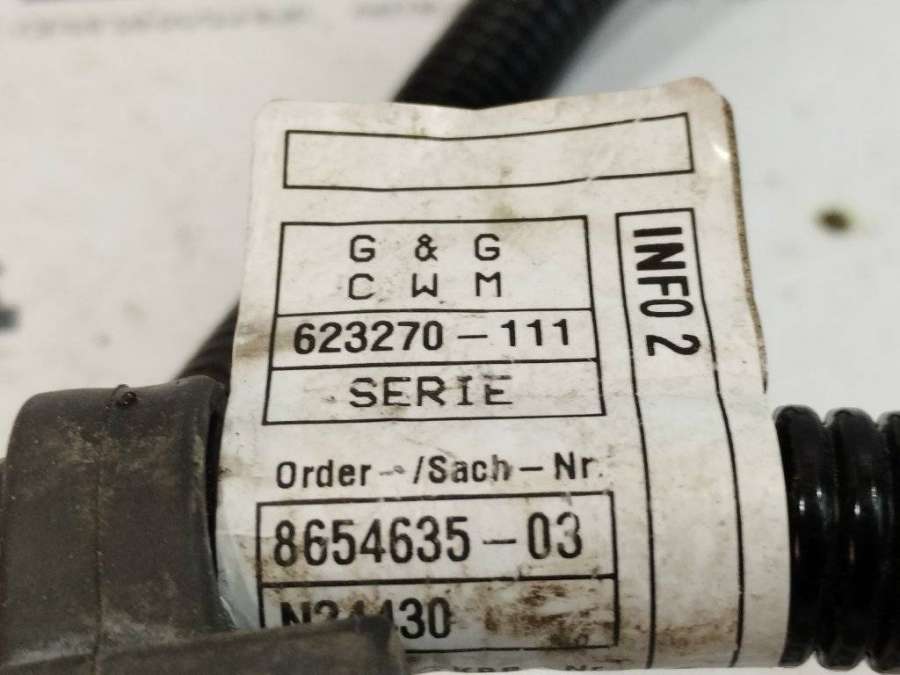 G & G
C W M
623270-111
SERIE
INFO 2
Order-/Sach-Nr.
8654635-03